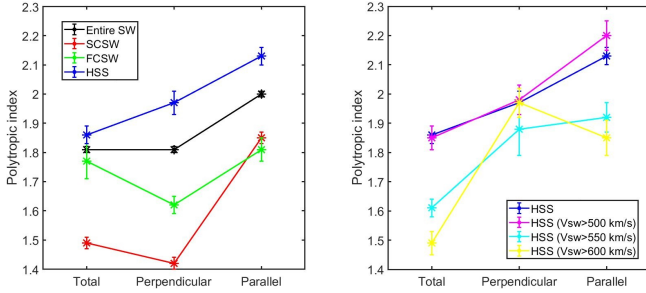 2.3
2.2
2.1
2
1.9
1.8
1.7
1.6
1.5
1.4
Polytropic index
Entire SW
SCSW
FCSW
HSS
Total Perpendicular Parallel
2.3
2.2
2.1
2
1.9
1.8
1.7
1.6
1.5
1.4
Polytropic index
HSS
HSS (Vsw>500 km/s)
HSS (Vsw>550 km/s)
HSS (Vsw>600 km/s)
Total Perpendicular Parallel